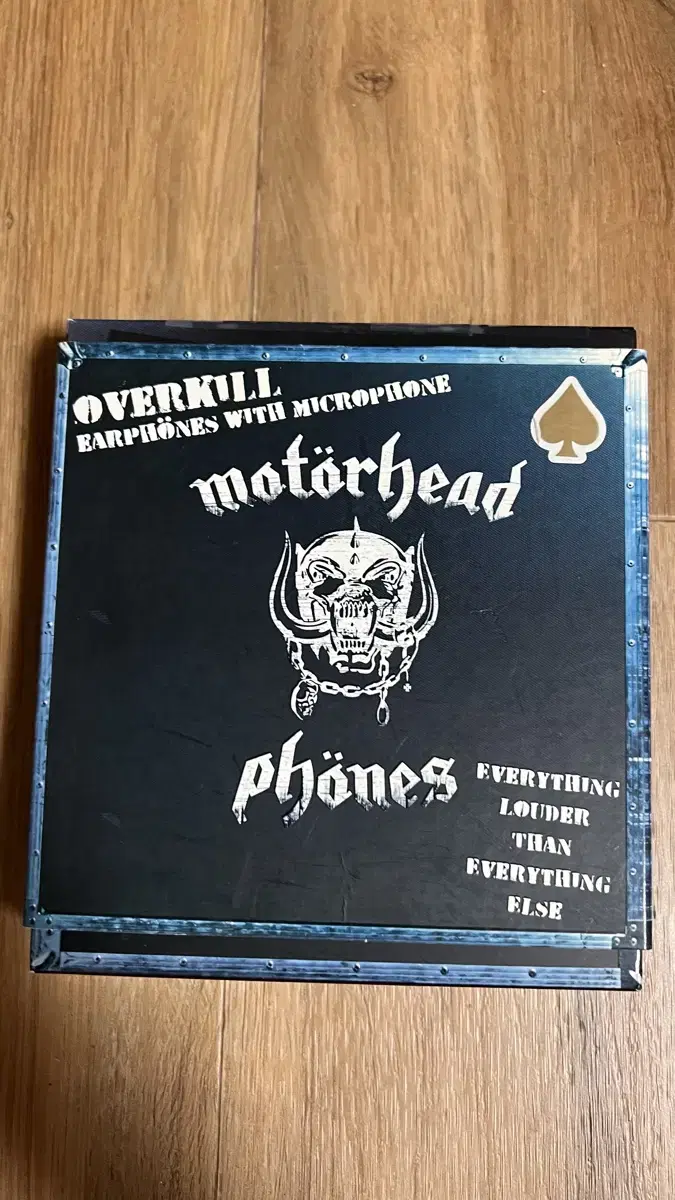 OVERKILL
EARPHÖNES WITH MICROPHONE
motörhead
phönes
EVERYTHING
LOUDER
THAN
EVERYTHING
ELSE